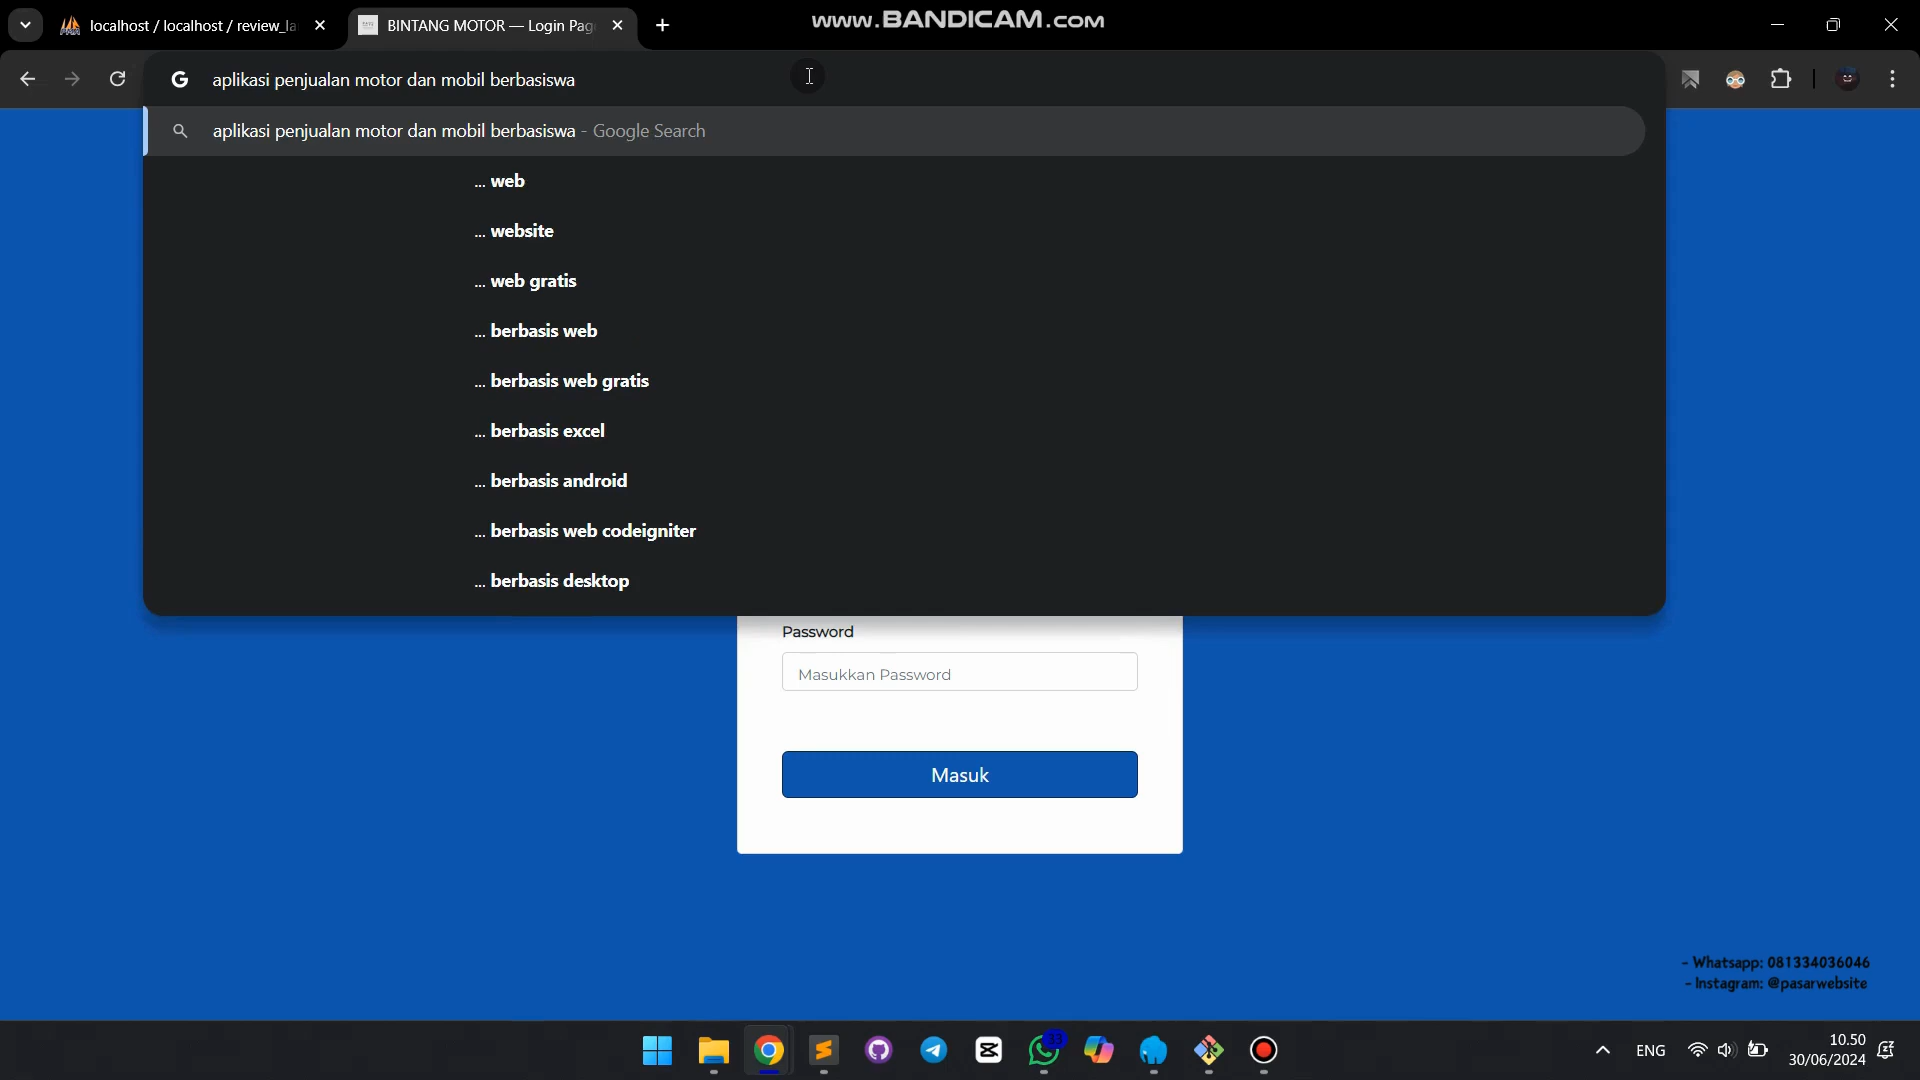 localhost / localhost / review_la
BINTANG MOTOR — Login Pag
www.BANDICAM.com
aplikasi penjualan motor dan mobil berbasiswa
aplikasi penjualan motor dan mobil berbasiswa - Google Search
... web
... website
... web gratis
... berbasis web
... berbasis web gratis
... berbasis excel
... berbasis android
... berbasis web codeigniter
... berbasis desktop
Password
Masukkan Password
Masuk
- Whatsapp: 081334036046
- Instagram: @pasarwebsite
33
ENG
10.50
30/06/2024